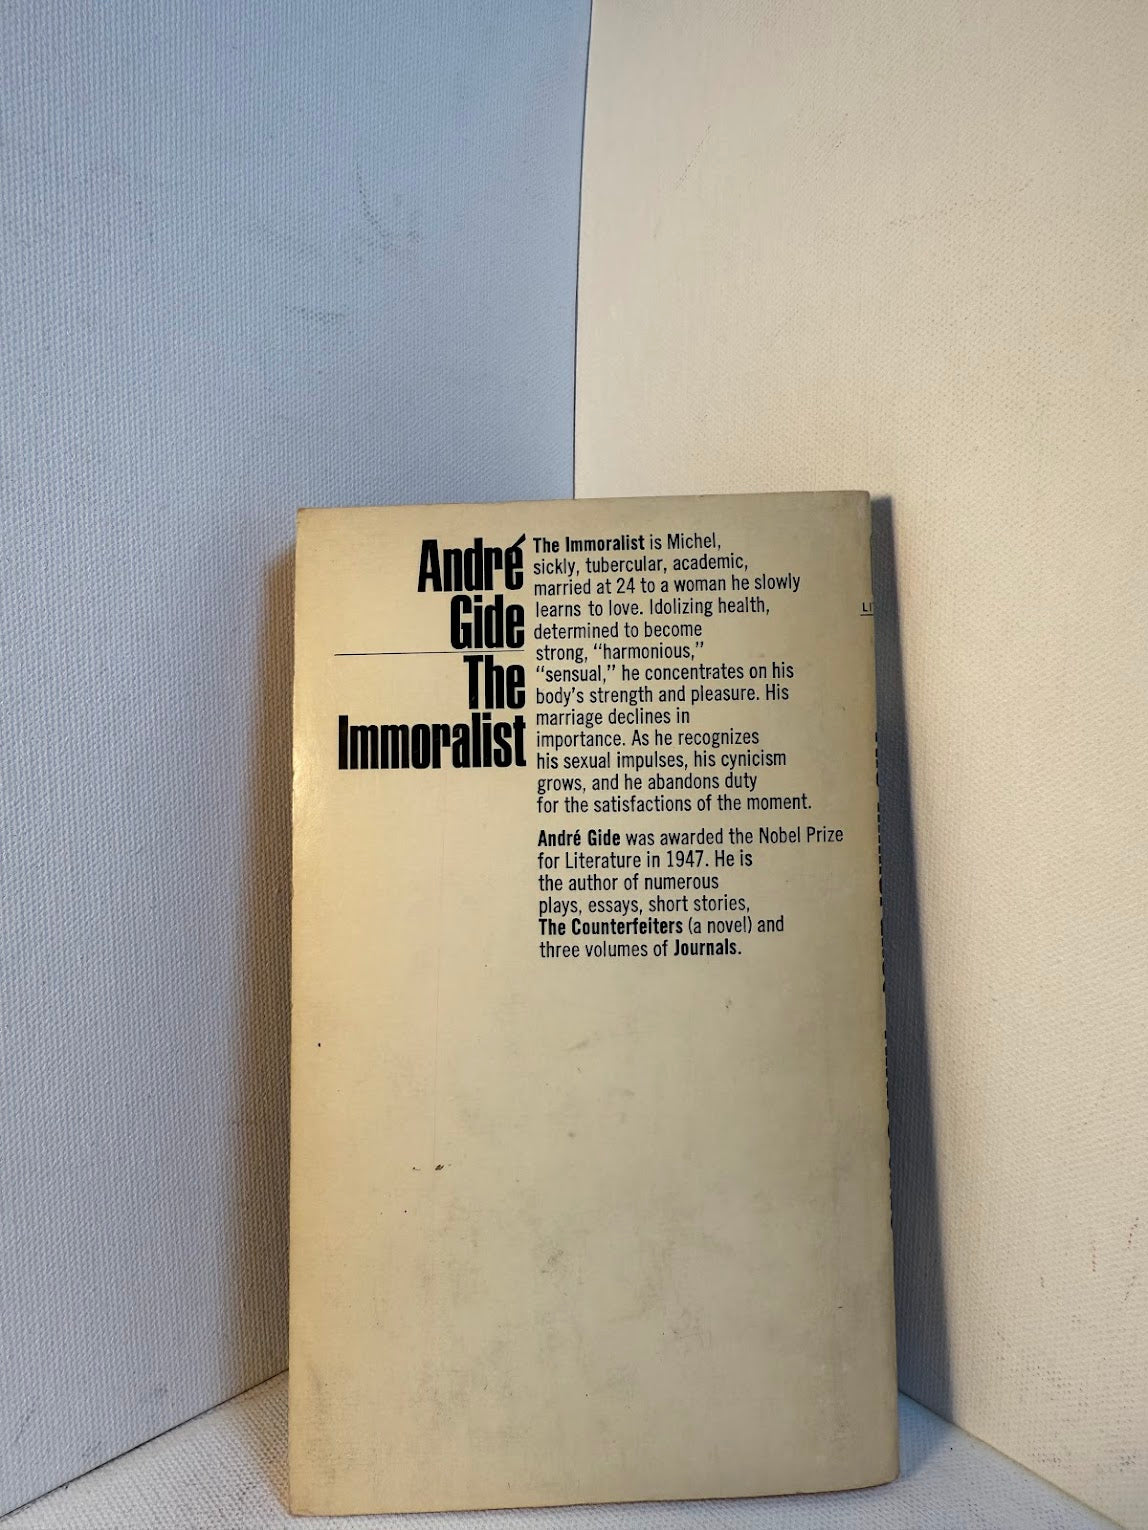 André
Gide
The
Immoralist
The Immoralist is Michel,
sickly, tubercular, academic,
married at 24 to a woman he slowly
learns to love. Idolizing health,
determined to become
strong, “harmonious,”
“sensual,” he concentrates on his
body’s strength and pleasure. His
marriage declines in
importance. As he recognizes
his sexual impulses, his cynicism
grows, and he abandons duty
for the satisfactions of the moment.
André Gide was awarded the Nobel Prize
for Literature in 1947. He is
the author of numerous
plays, essays, short stories,
The Counterfeiters (a novel) and
three volumes of Journals.